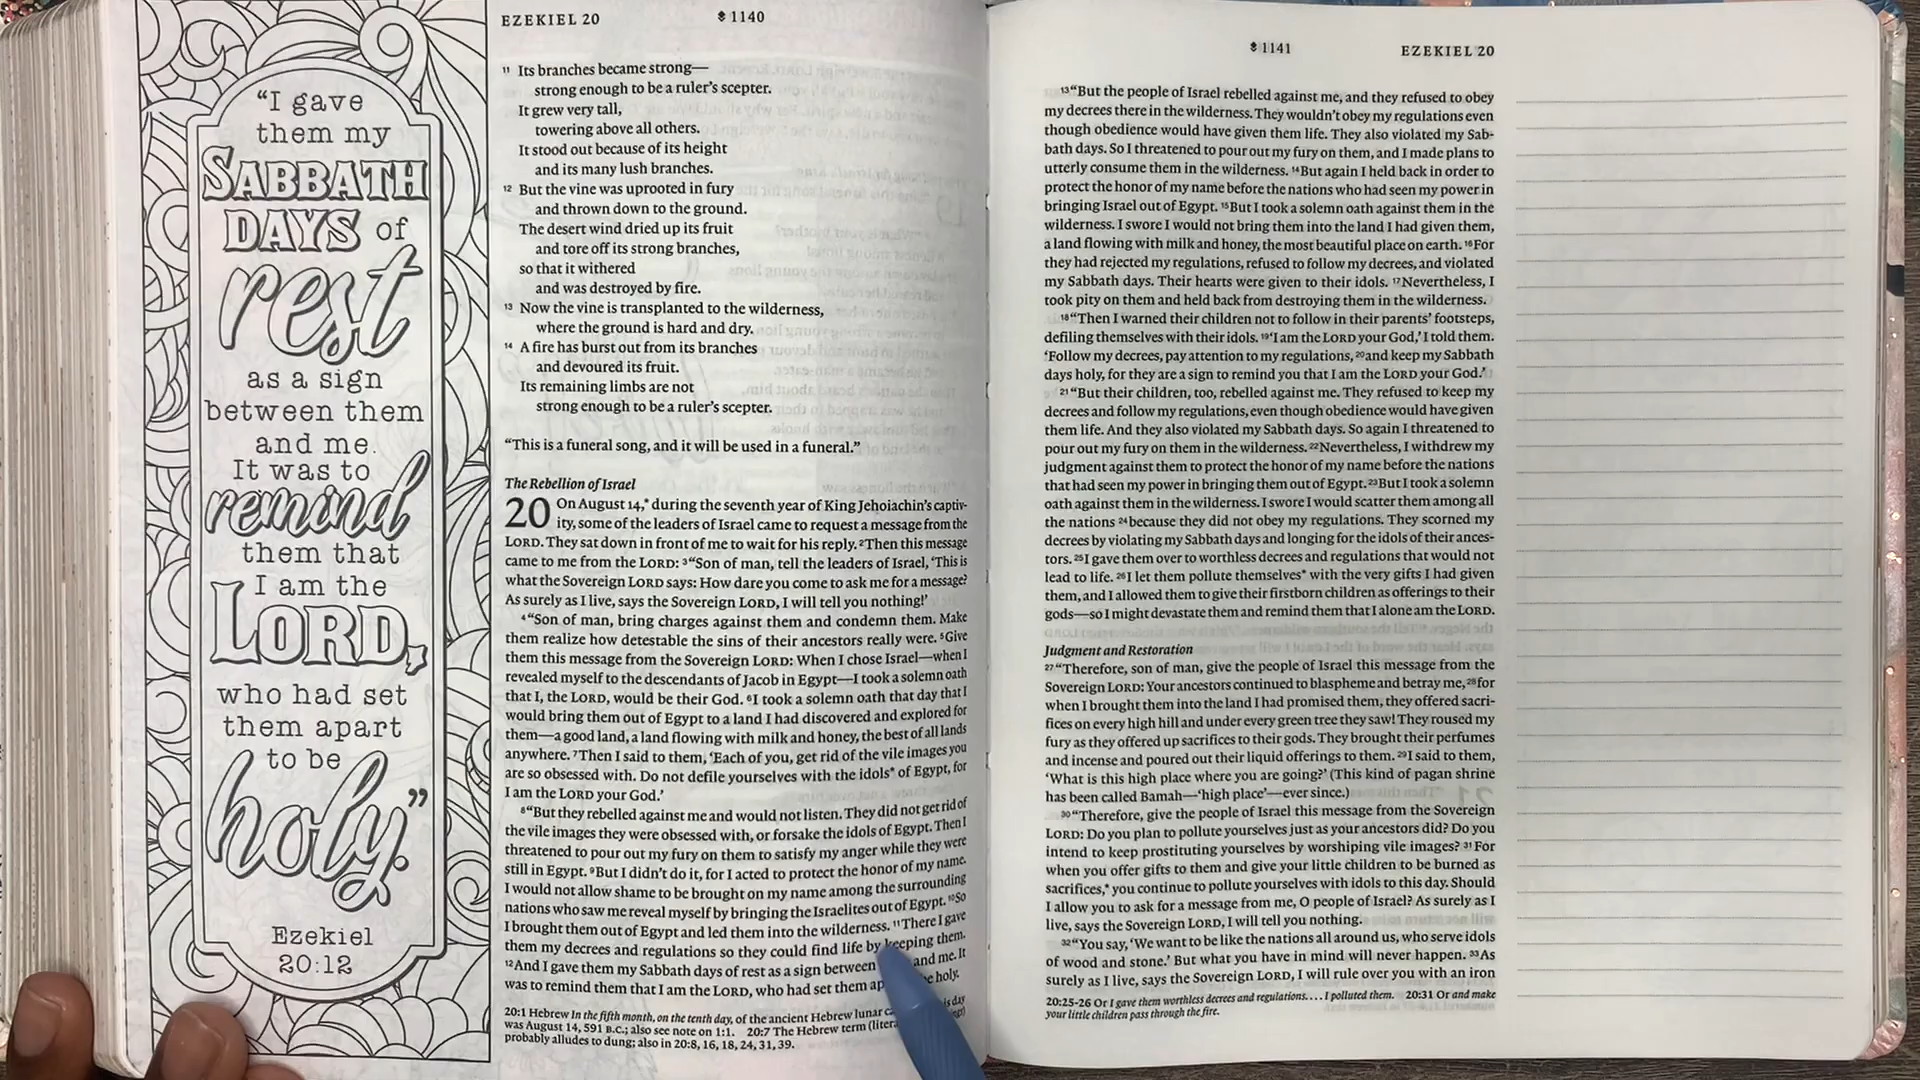 "I gave
them my
SABBATH
DAYS of
rest
as a sign
between them
and me.
It was to
remind
them that
I am the
LORD,
who had set
them apart
to be
holy."
Ezekiel
20:12
EZEKIEL 20
1140
11 Its branches became strong—
strong enough to be a ruler's scepter.
It grew very tall,
towering above all others.
It stood out because of its height
and its many lush branches.
12 But the vine was uprooted in fury
and thrown down to the ground.
The desert wind dried up its fruit
and tore off its strong branches,
so that it withered
and was destroyed by fire.
13 Now the vine is transplanted to the wilderness,
where the ground is hard and dry.
14 A fire has burst out from its branches
and devoured its fruit.
Its remaining limbs are not
strong enough to be a ruler's scepter.
"This is a funeral song, and it will be used in a funeral."
The Rebellion of Israel
20 On August 14,* during the seventh year of King Jehoiachin's captiv-
ity, some of the leaders of Israel came to request a message from the
LORD. They sat down in front of me to wait for his reply. 2Then this message
came to me from the LORD: 3"Son of man, tell the leaders of Israel, 'This is
what the Sovereign LORD says: How dare you come to ask me for a message?
As surely as I live, says the Sovereign LORD, I will tell you nothing!'
4"Son of man, bring charges against them and condemn them. Make
them realize how detestable the sins of their ancestors really were. 5Give
them this message from the Sovereign LORD: When I chose Israel—when I
revealed myself to the descendants of Jacob in Egypt—I took a solemn oath
that I, the LORD, would be their God. 6I took a solemn oath that day that I
would bring them out of Egypt to a land I had discovered and explored for
them—a good land, a land flowing with milk and honey, the best of all lands
anywhere. 7Then I said to them, 'Each of you, get rid of the vile images you
are so obsessed with. Do not defile yourselves with the idols* of Egypt, for
I am the LORD your God.'
8"But they rebelled against me and would not listen. They did not get rid of
the vile images they were obsessed with, or forsake the idols of Egypt. Then I
threatened to pour out my fury on them to satisfy my anger while they were
still in Egypt. 9But I didn't do it, for I acted to protect the honor of my name.
I would not allow shame to be brought on my name among the surrounding
nations who saw me reveal myself by bringing the Israelites out of Egypt. 10So
I brought them out of Egypt and led them into the wilderness. 11There I gave
them my decrees and regulations so they could find life by keeping them.
12And I gave them my Sabbath days of rest as a sign between and me. It
was to remind them that I am the LORD, who had set them holy.
20:1 Hebrew In the fifth month, on the tenth day, of the ancient Hebrew lunar is day
was August 14, 591 B.C.; also see note on 1:1. 20:7 The Hebrew term
probably alludes to dung; also in 20:8, 16, 18, 24, 31, 39.
1141
EZEKIEL 20
13"But the people of Israel rebelled against me, and they refused to obey
my decrees there in the wilderness. They wouldn't obey my regulations even
though obedience would have given them life. They also violated my Sab-
bath days. So I threatened to pour out my fury on them, and I made plans to
utterly consume them in the wilderness. 14But again I held back in order to
protect the honor of my name before the nations who had seen my power in
bringing Israel out of Egypt. 15But I took a solemn oath against them in the
wilderness. I swore I would not bring them into the land I had given them,
a land flowing with milk and honey, the most beautiful place on earth. 16For
they had rejected my regulations, refused to follow my decrees, and violated
my Sabbath days. Their hearts were given to their idols. 17Nevertheless, I
took pity on them and held back from destroying them in the wilderness.
18"Then I warned their children not to follow in their parents' footsteps,
defiling themselves with their idols. 19'I am the LORD your God,' I told them.
'Follow my decrees, pay attention to my regulations, 20and keep my Sabbath
days holy, for they are a sign to remind you that I am the LORD your God.'
21"But their children, too, rebelled against me. They refused to keep my
decrees and follow my regulations, even though obedience would have given
them life. And they also violated my Sabbath days. So again I threatened to
pour out my fury on them in the wilderness. 22Nevertheless, I withdrew my
judgment against them to protect the honor of my name before the nations
that had seen my power in bringing them out of Egypt. 23But I took a solemn
oath against them in the wilderness. I swore I would scatter them among all
the nations 24because they did not obey my regulations. They scorned my
decrees by violating my Sabbath days and longing for the idols of their ances-
tors. 25I gave them over to worthless decrees and regulations that would not
lead to life. 26I let them pollute themselves* with the very gifts I had given
them, and I allowed them to give their firstborn children as offerings to their
gods—so I might devastate them and remind them that I alone am the LORD.
Judgment and Restoration
27"Therefore, son of man, give the people of Israel this message from the
Sovereign LORD: Your ancestors continued to blaspheme and betray me, 28for
when I brought them into the land I had promised them, they offered sacri-
fices on every high hill and under every green tree they saw! They roused my
fury as they offered up sacrifices to their gods. They brought their perfumes
and incense and poured out their liquid offerings to them. 29I said to them,
'What is this high place where you are going?' (This kind of pagan shrine
has been called Bamah—'high place'—ever since.)
30"Therefore, give the people of Israel this message from the Sovereign
LORD: Do you plan to pollute yourselves just as your ancestors did? Do you
intend to keep prostituting yourselves by worshiping vile images? 31For
when you offer gifts to them and give your little children to be burned as
sacrifices,* you continue to pollute yourselves with idols to this day. Should
I allow you to ask for a message from me, O people of Israel? As surely as I
live, says the Sovereign LORD, I will tell you nothing.
32"You say, 'We want to be like the nations all around us, who serve idols
of wood and stone.' But what you have in mind will never happen. 33As
surely as I live, says the Sovereign LORD, I will rule over you with an iron
20:25-26 Or I gave them worthless decrees and regulations. . . . I polluted them. 20:31 Or and make
your little children pass through the fire.